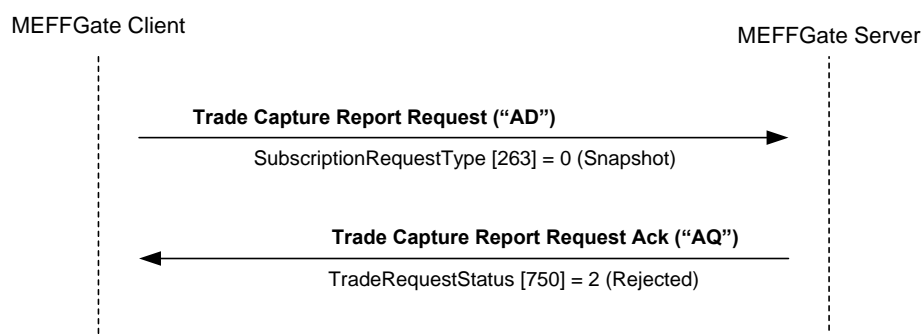 MEFFGate Client
MEFFGate Server
Trade Capture Report Request (“AD”)
SubscriptionRequestType [263] = 0 (Snapshot)
Trade Capture Report Request Ack (“AQ”)
TradeRequestStatus [750] = 2 (Rejected)